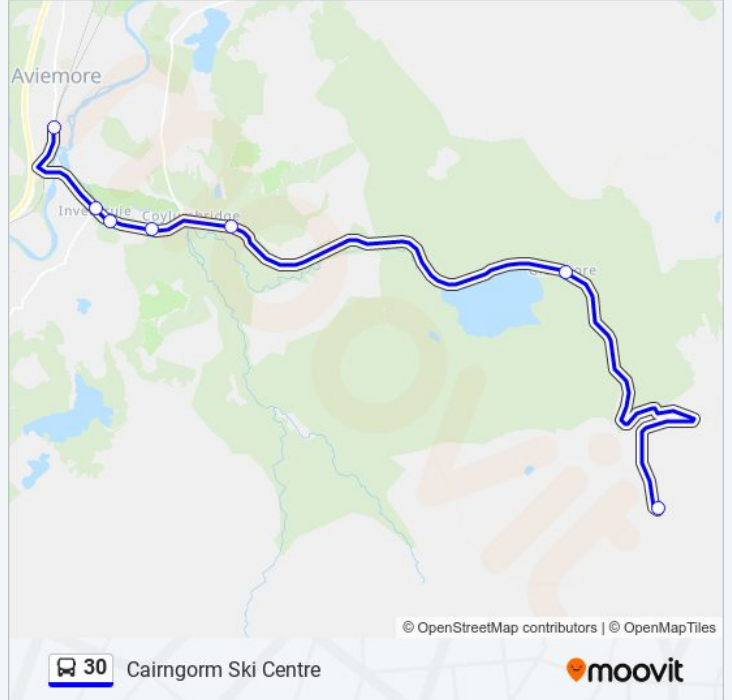 Aviemore
Coylumbridge
© OpenStreetMap contributors | © OpenMapTiles
30 Cairngorm Ski Centre
moovit